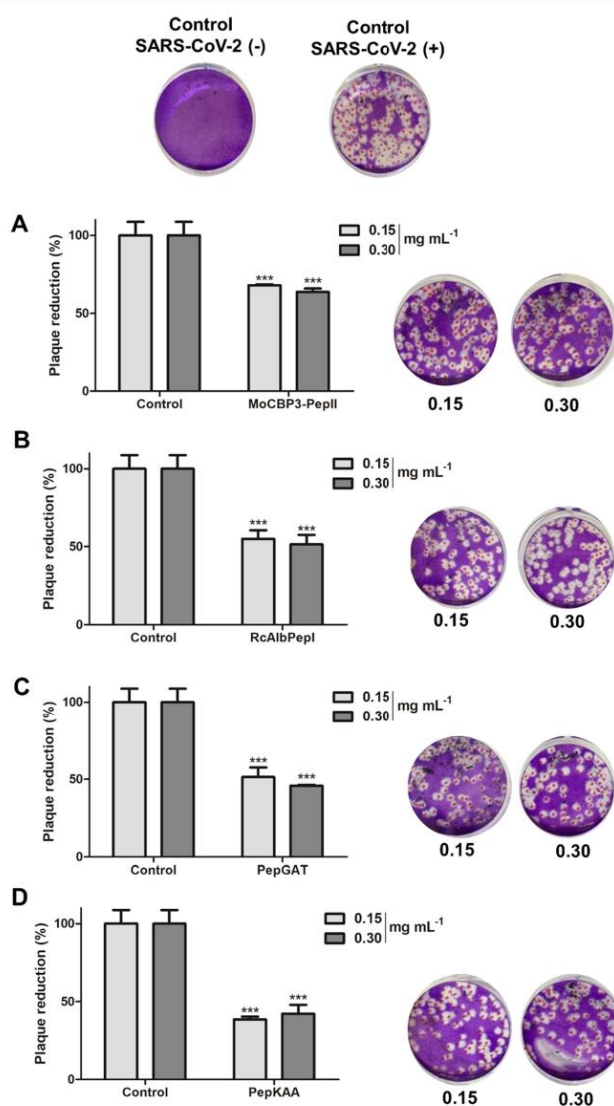 Control
SARS-CoV-2 (-)
Control
SARS-CoV-2 (+)
A
Plaque reduction (%)
100
50
0
Control
MoCBP3-PepII
0.15
0.30
mg mL⁻¹
***
***
0.15
0.30
B
Plaque reduction (%)
100
50
0
Control
RcAlbPepI
0.15
0.30
mg mL⁻¹
***
***
0.15
0.30
C
Plaque reduction (%)
100
50
0
Control
PepGAT
0.15
0.30
mg mL⁻¹
***
***
0.15
0.30
D
Plaque reduction (%)
100
50
0
Control
PepKAA
0.15
0.30
mg mL⁻¹
***
***
0.15
0.30